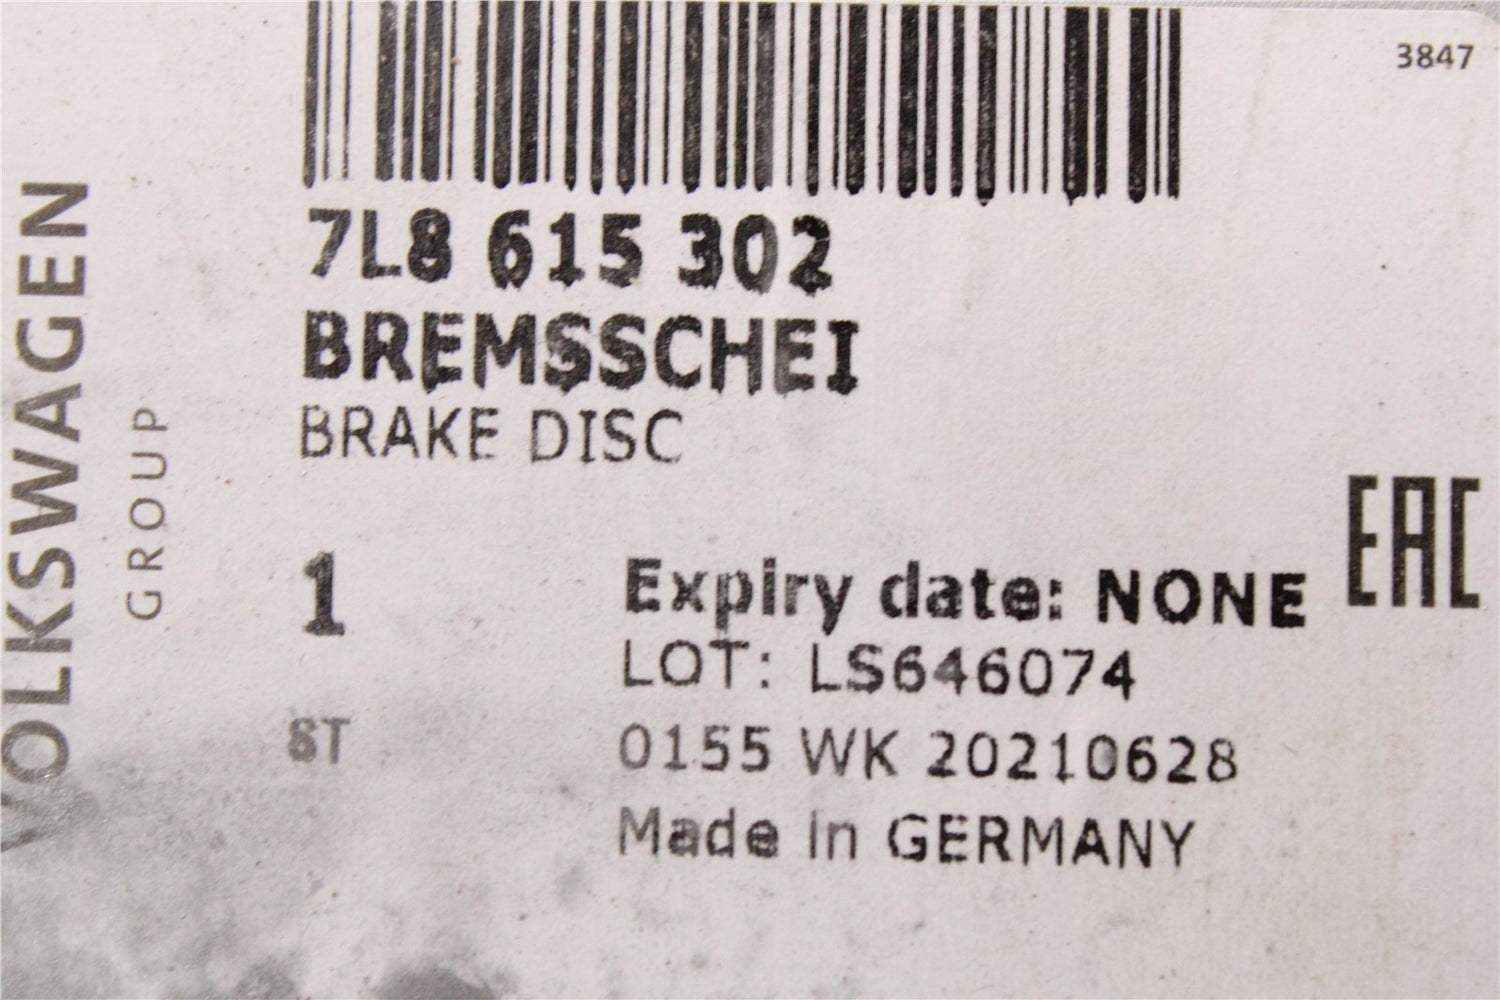 3847
7L8 615 302
BREMSSCHEI
BRAKE DISC
1
Expiry date: NONE
LOT: LS646074
ST
0155 WK 20210628
Made in GERMANY
EAC
VOLKSWAGEN
GROUP